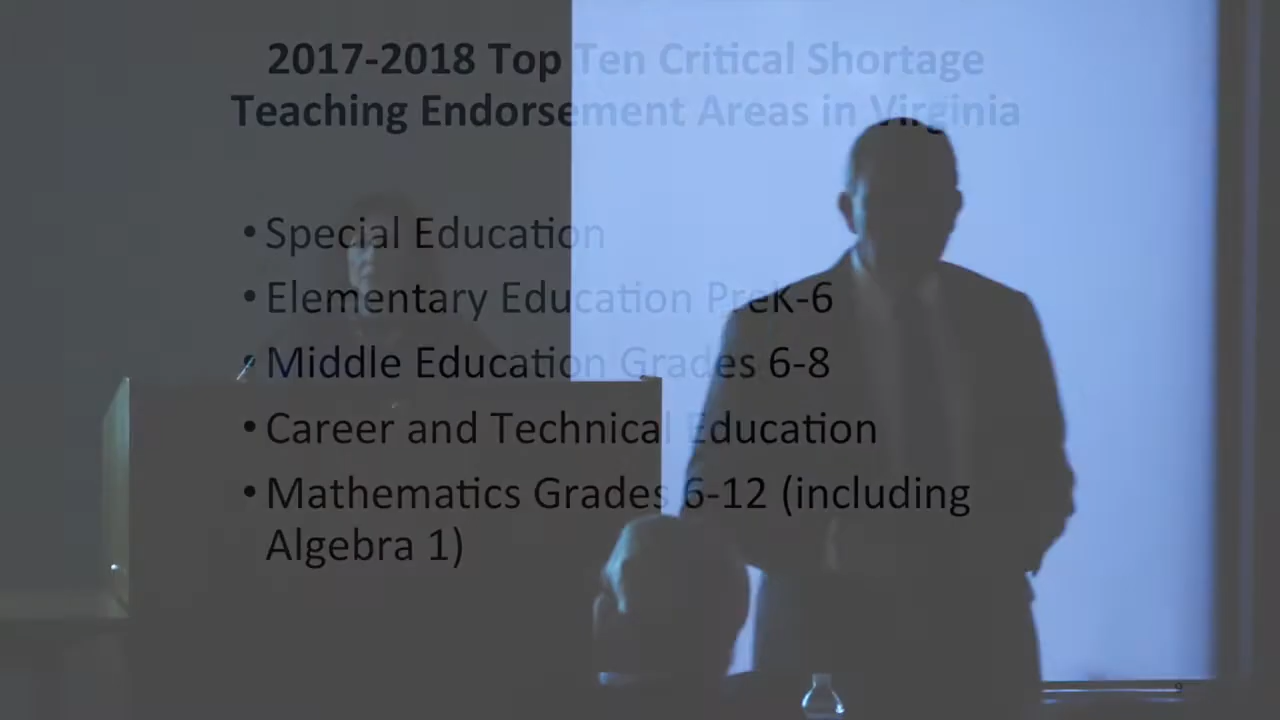 2017-2018 Top Ten Critical Shortage
Teaching Endorsement Areas in Virginia
• Special Education
• Elementary Education PreK-6
• Middle Education Grades 6-8
• Career and Technical Education
• Mathematics Grades 6-12 (including
Algebra 1)
9